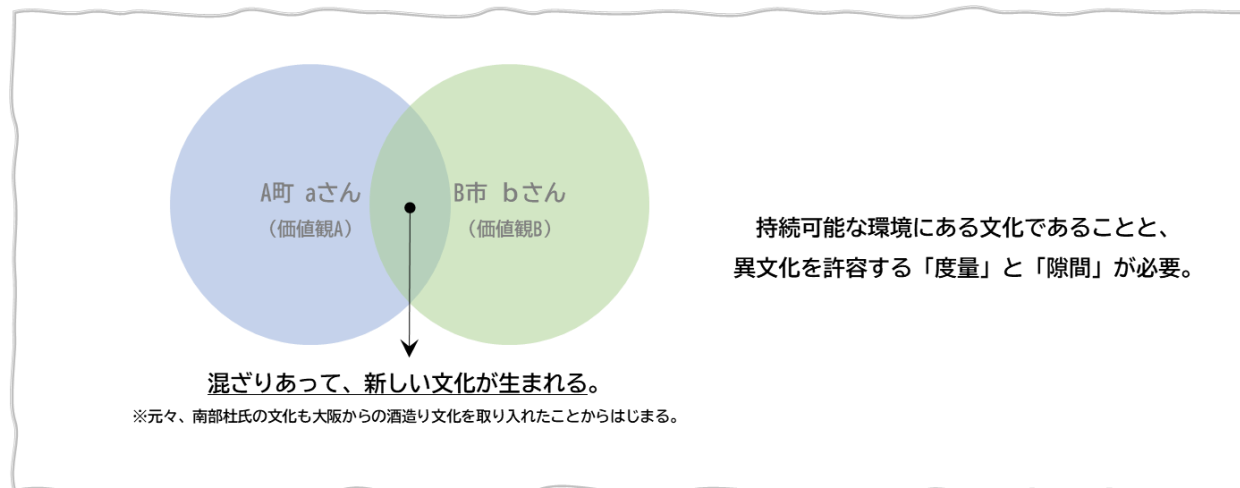 A町 aさん
（価値観A）
B市 ｂさん
（価値観B）
持続可能な環境にある文化であることと、
異文化を許容する「度量」と「隙間」が必要。
混ざりあって、新しい文化が生まれる。
※元々、南部杜氏の文化も大阪からの酒造り文化を取り入れたことからはじまる。